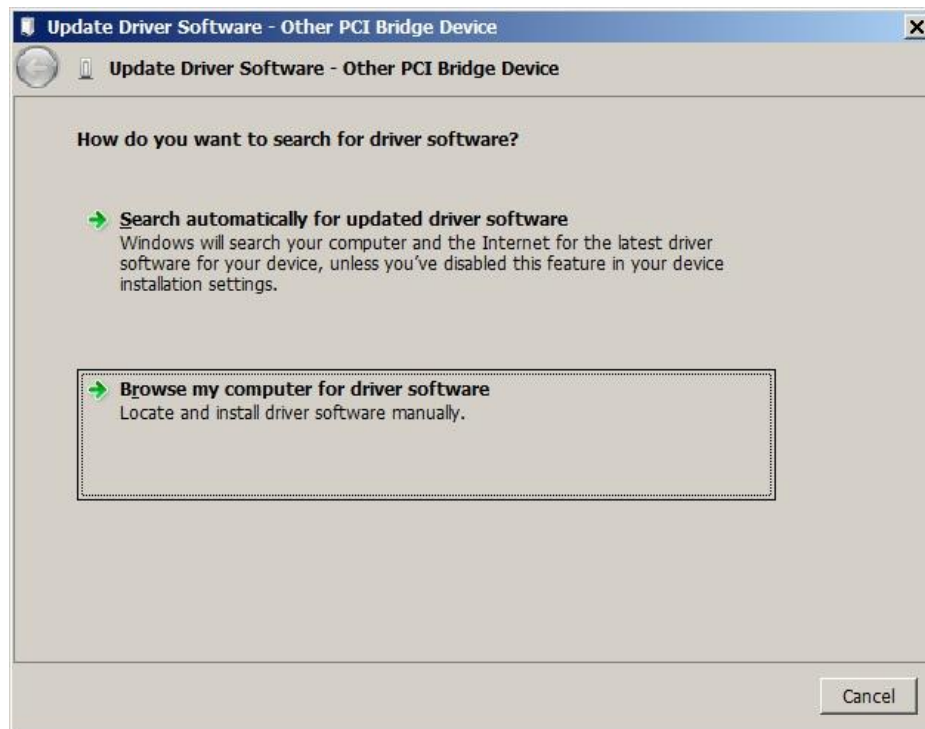 Update Driver Software - Other PCI Bridge Device
Update Driver Software - Other PCI Bridge Device
How do you want to search for driver software?
Search automatically for updated driver software
Windows will search your computer and the Internet for the latest driver
software for your device, unless you've disabled this feature in your device
installation settings.
Browse my computer for driver software
Locate and install driver software manually.
Cancel